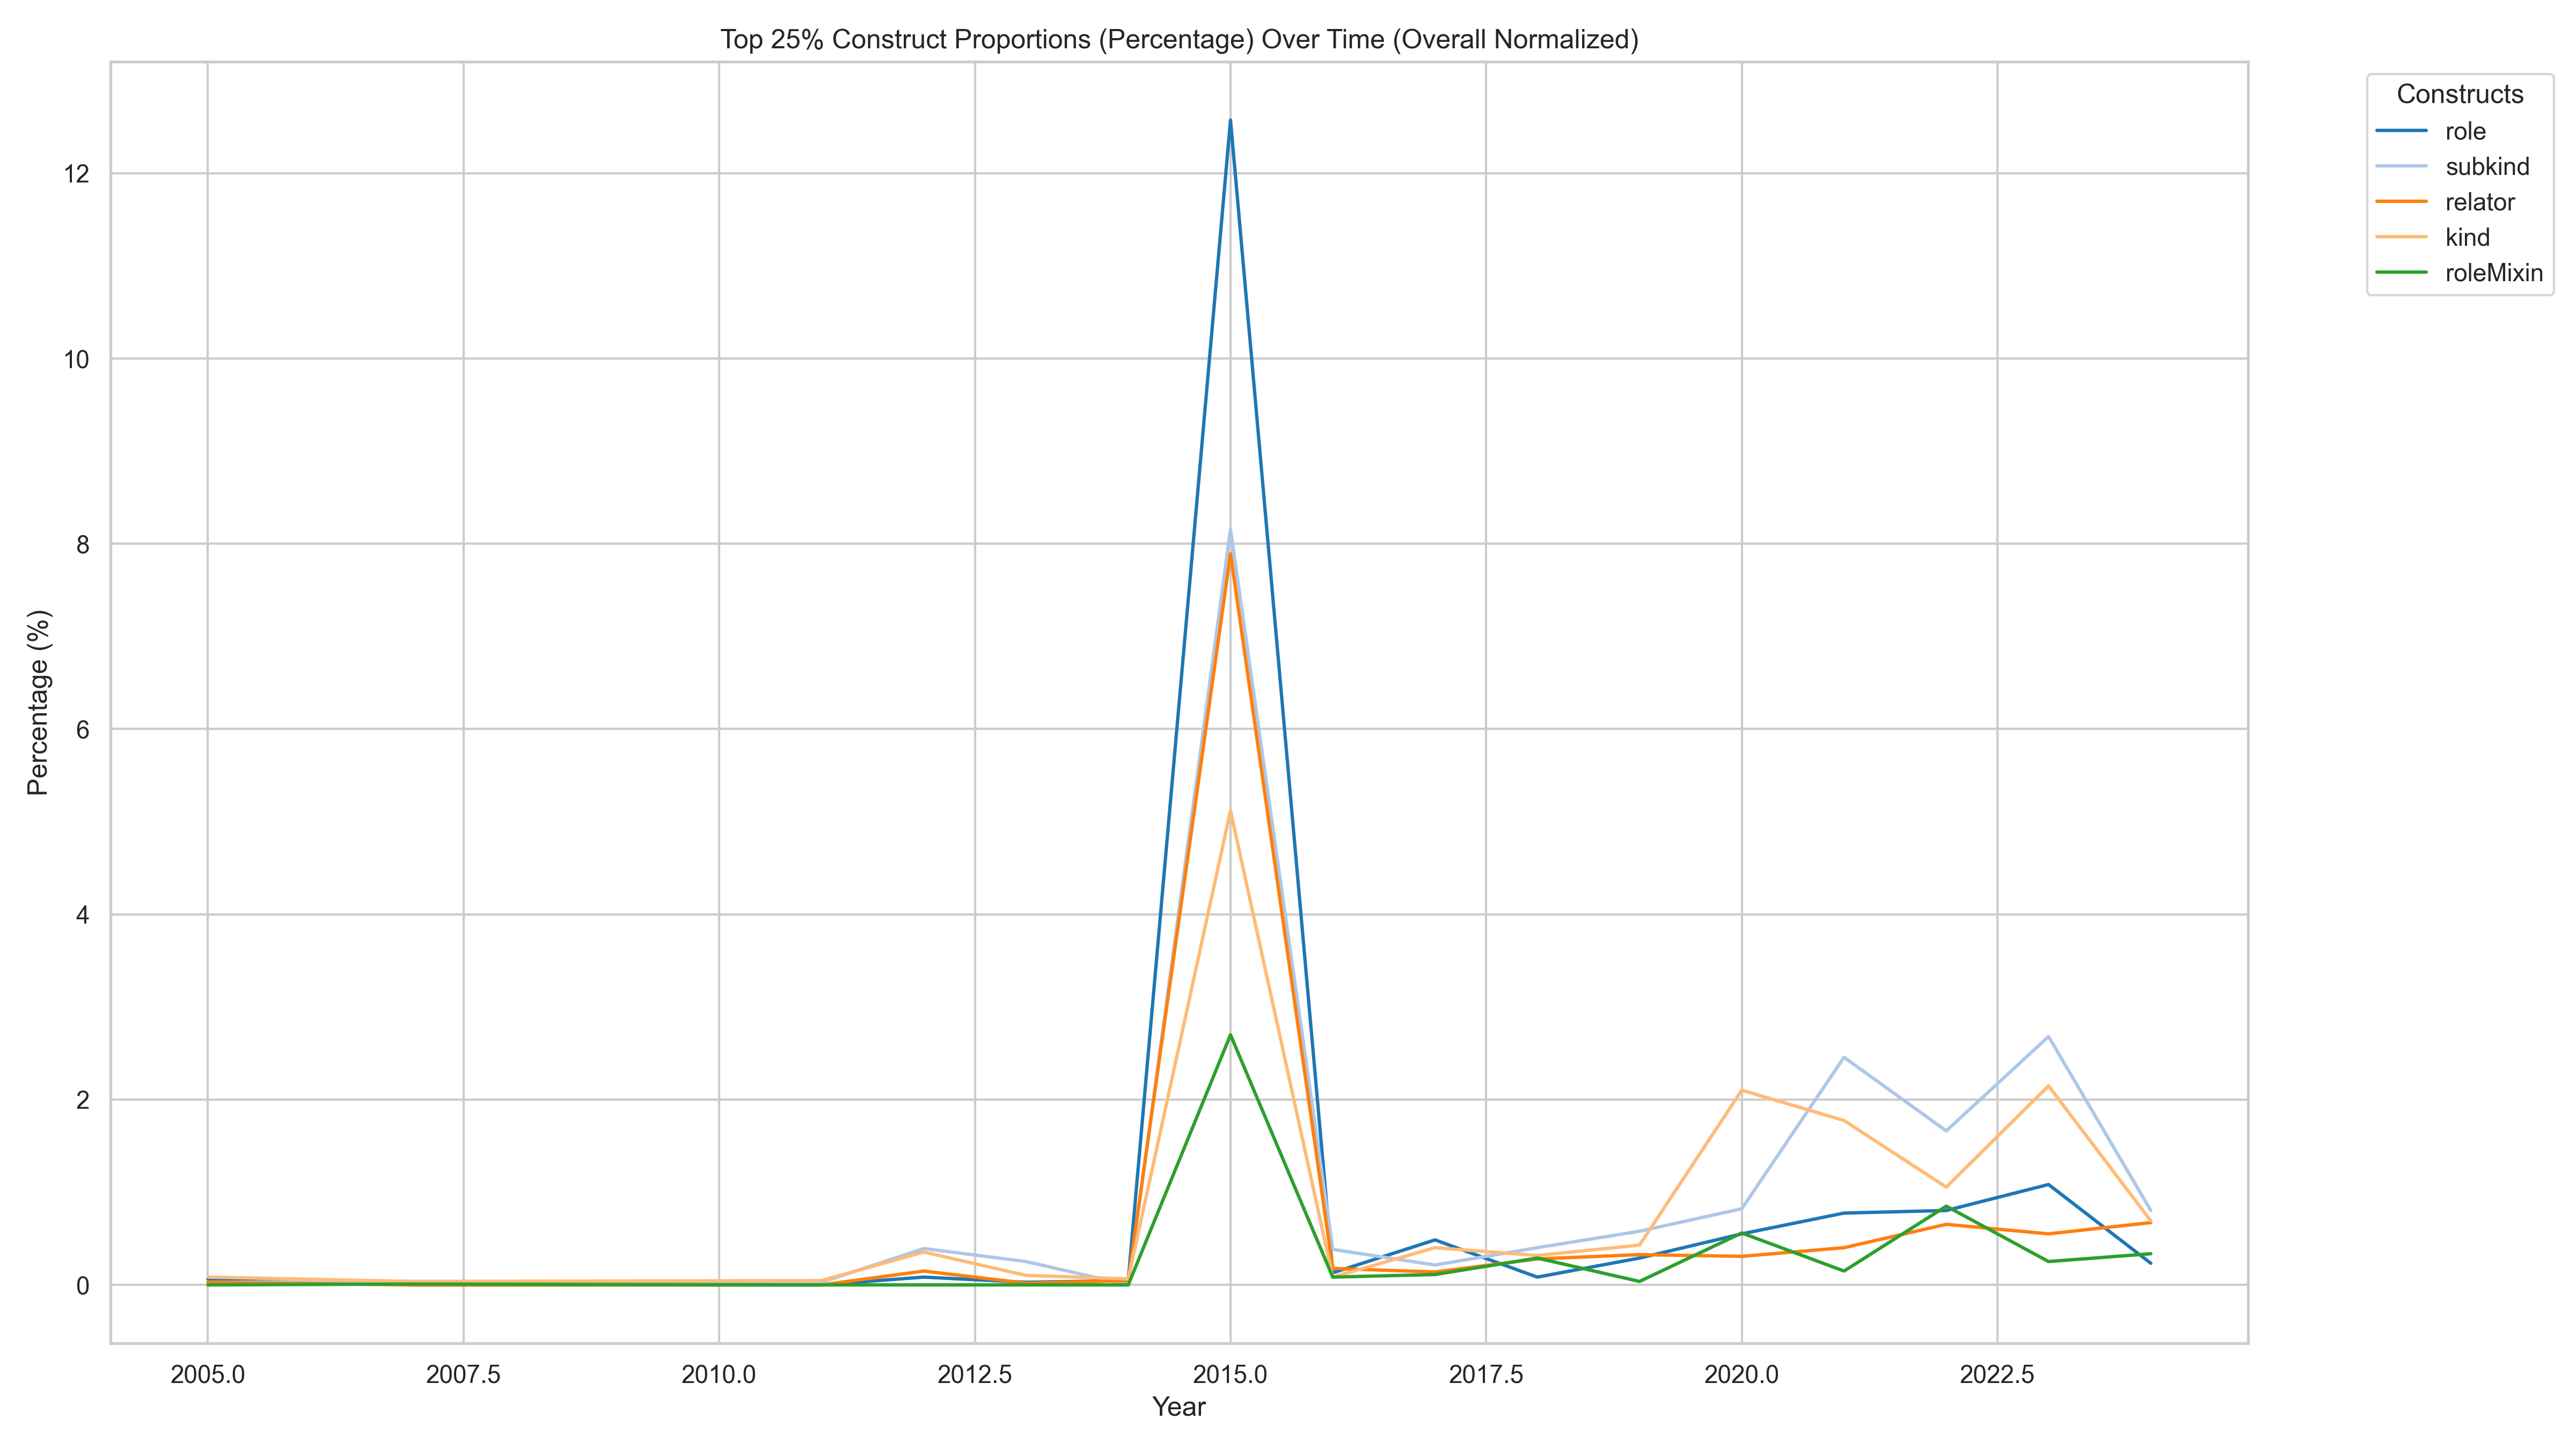 Top 25% Construct Proportions (Percentage) Over Time (Overall Normalized)
Constructs
role
subkind
relator
kind
roleMixin
Percentage (%)
12
10
8
6
4
2
0
2005.0
2007.5
2010.0
2012.5
2015.0
2017.5
2020.0
2022.5
Year